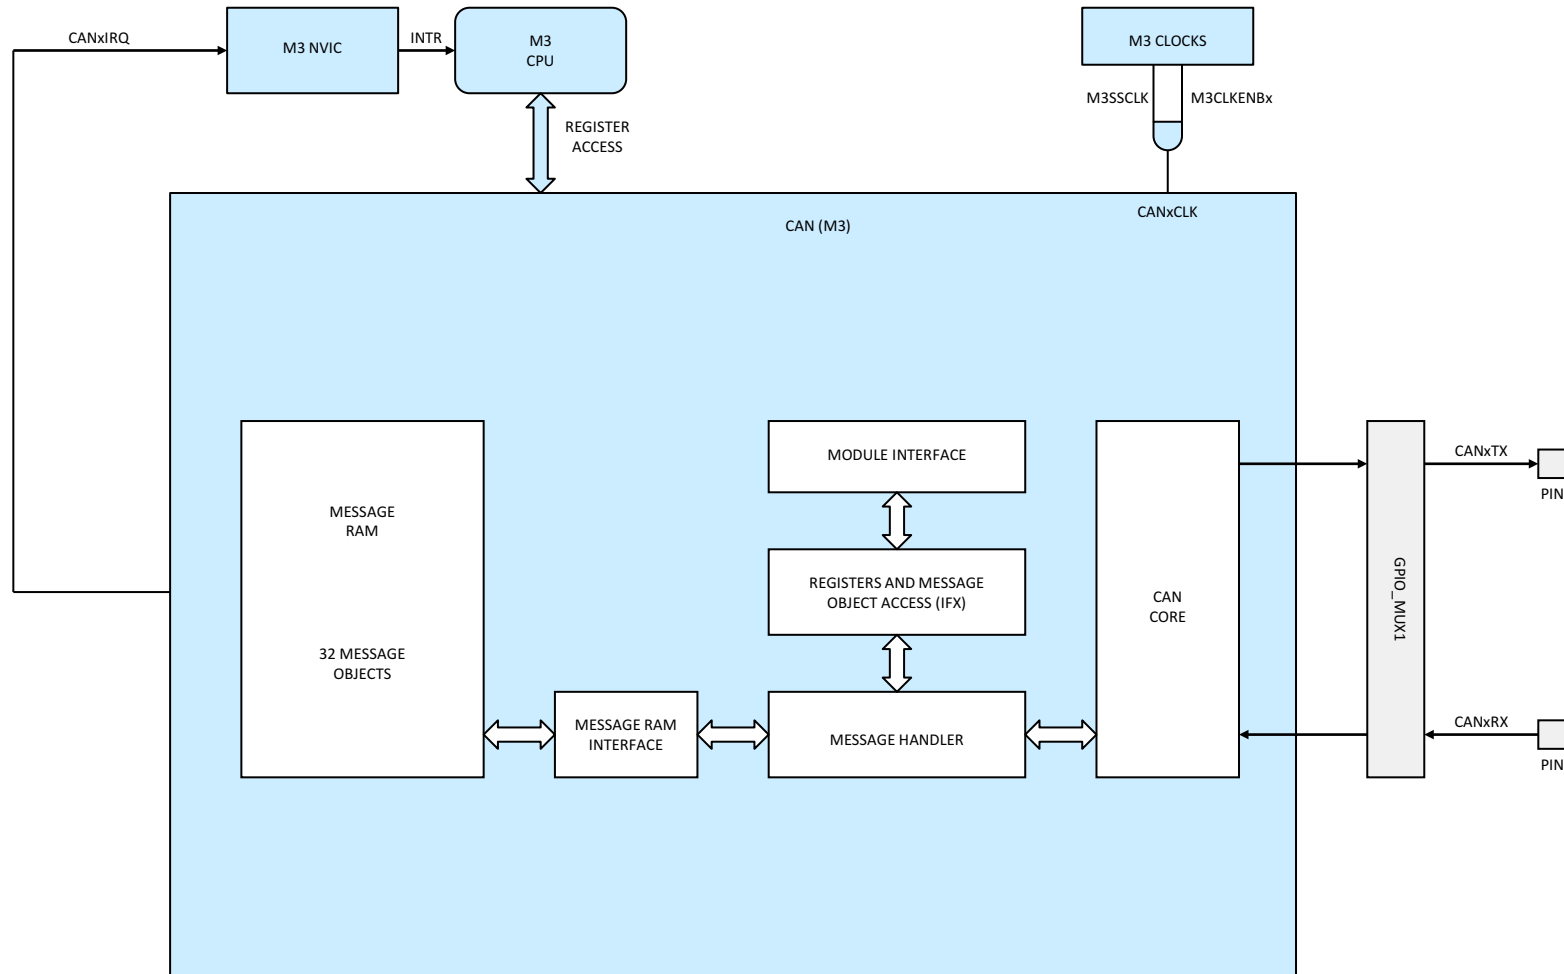 CANxIRQ
M3 NVIC
INTR
M3
CPU
M3 CLOCKS
M3SSCLK
M3CLKENBx
REGISTER
ACCESS
CANxCLK
CAN (M3)
MESSAGE
RAM
32 MESSAGE
OBJECTS
MODULE INTERFACE
REGISTERS AND MESSAGE
OBJECT ACCESS (IFX)
MESSAGE RAM
INTERFACE
MESSAGE HANDLER
CAN
CORE
GPIO_MUX1
CANxTX
PIN
CANxRX
PIN